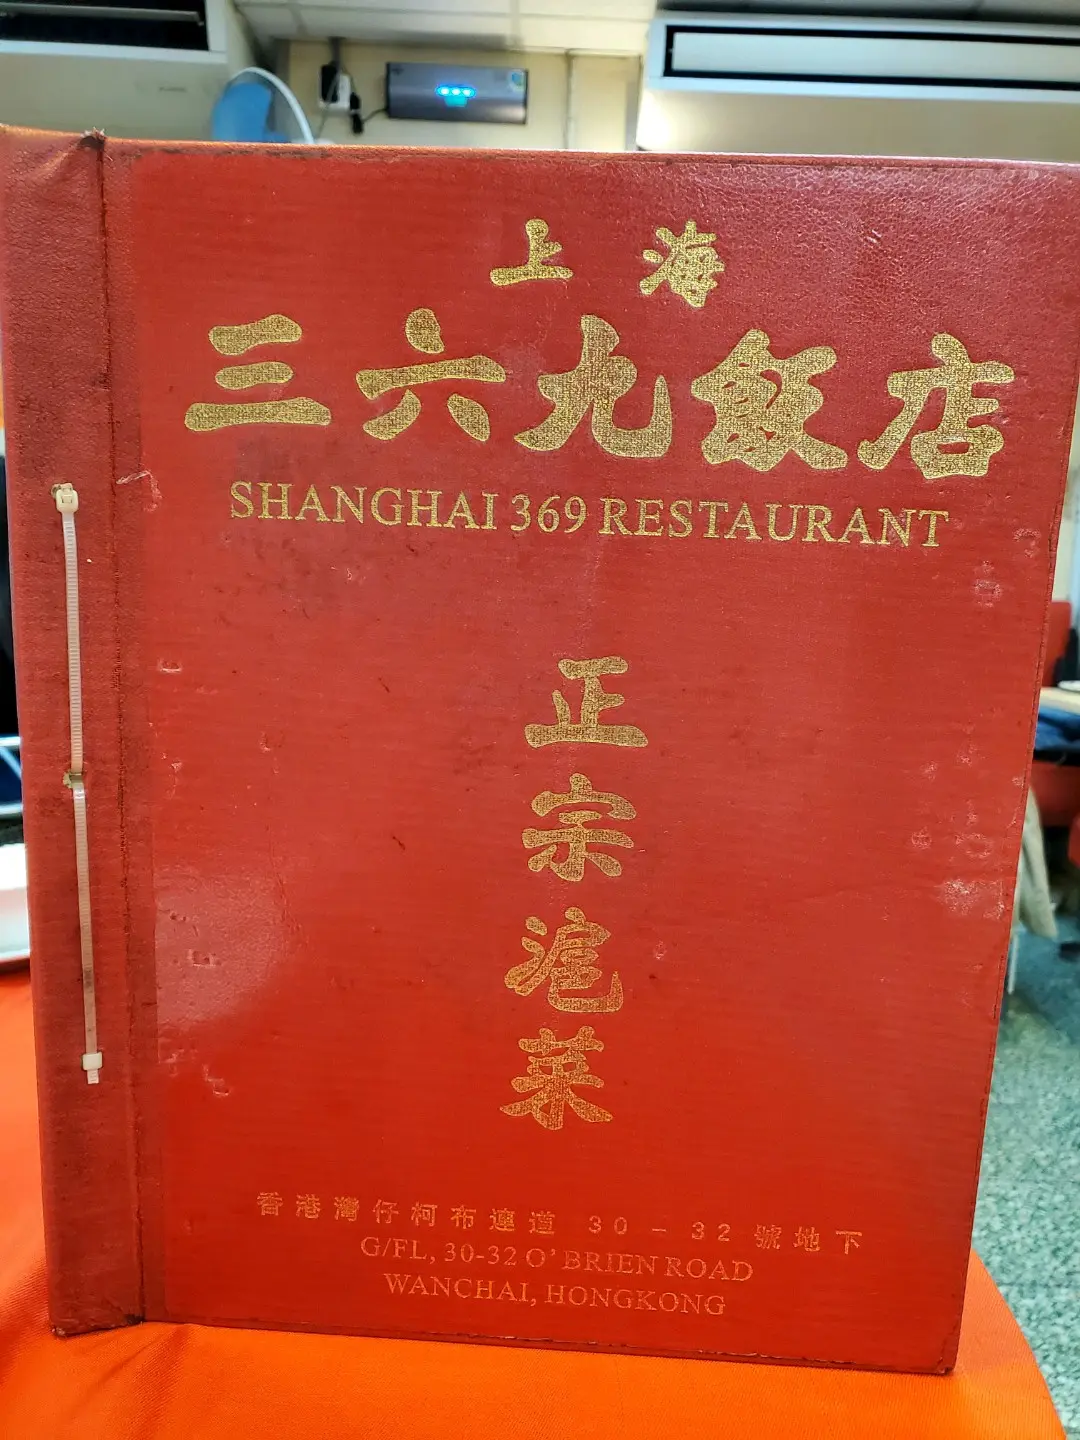 上海
三六九飯店
SHANGHAI 369 RESTAURANT
正宗滬菜
香港灣仔柯布連道 30-32 號地下
G/FL, 30-32 O'BRIEN ROAD
WANCHAI, HONGKONG